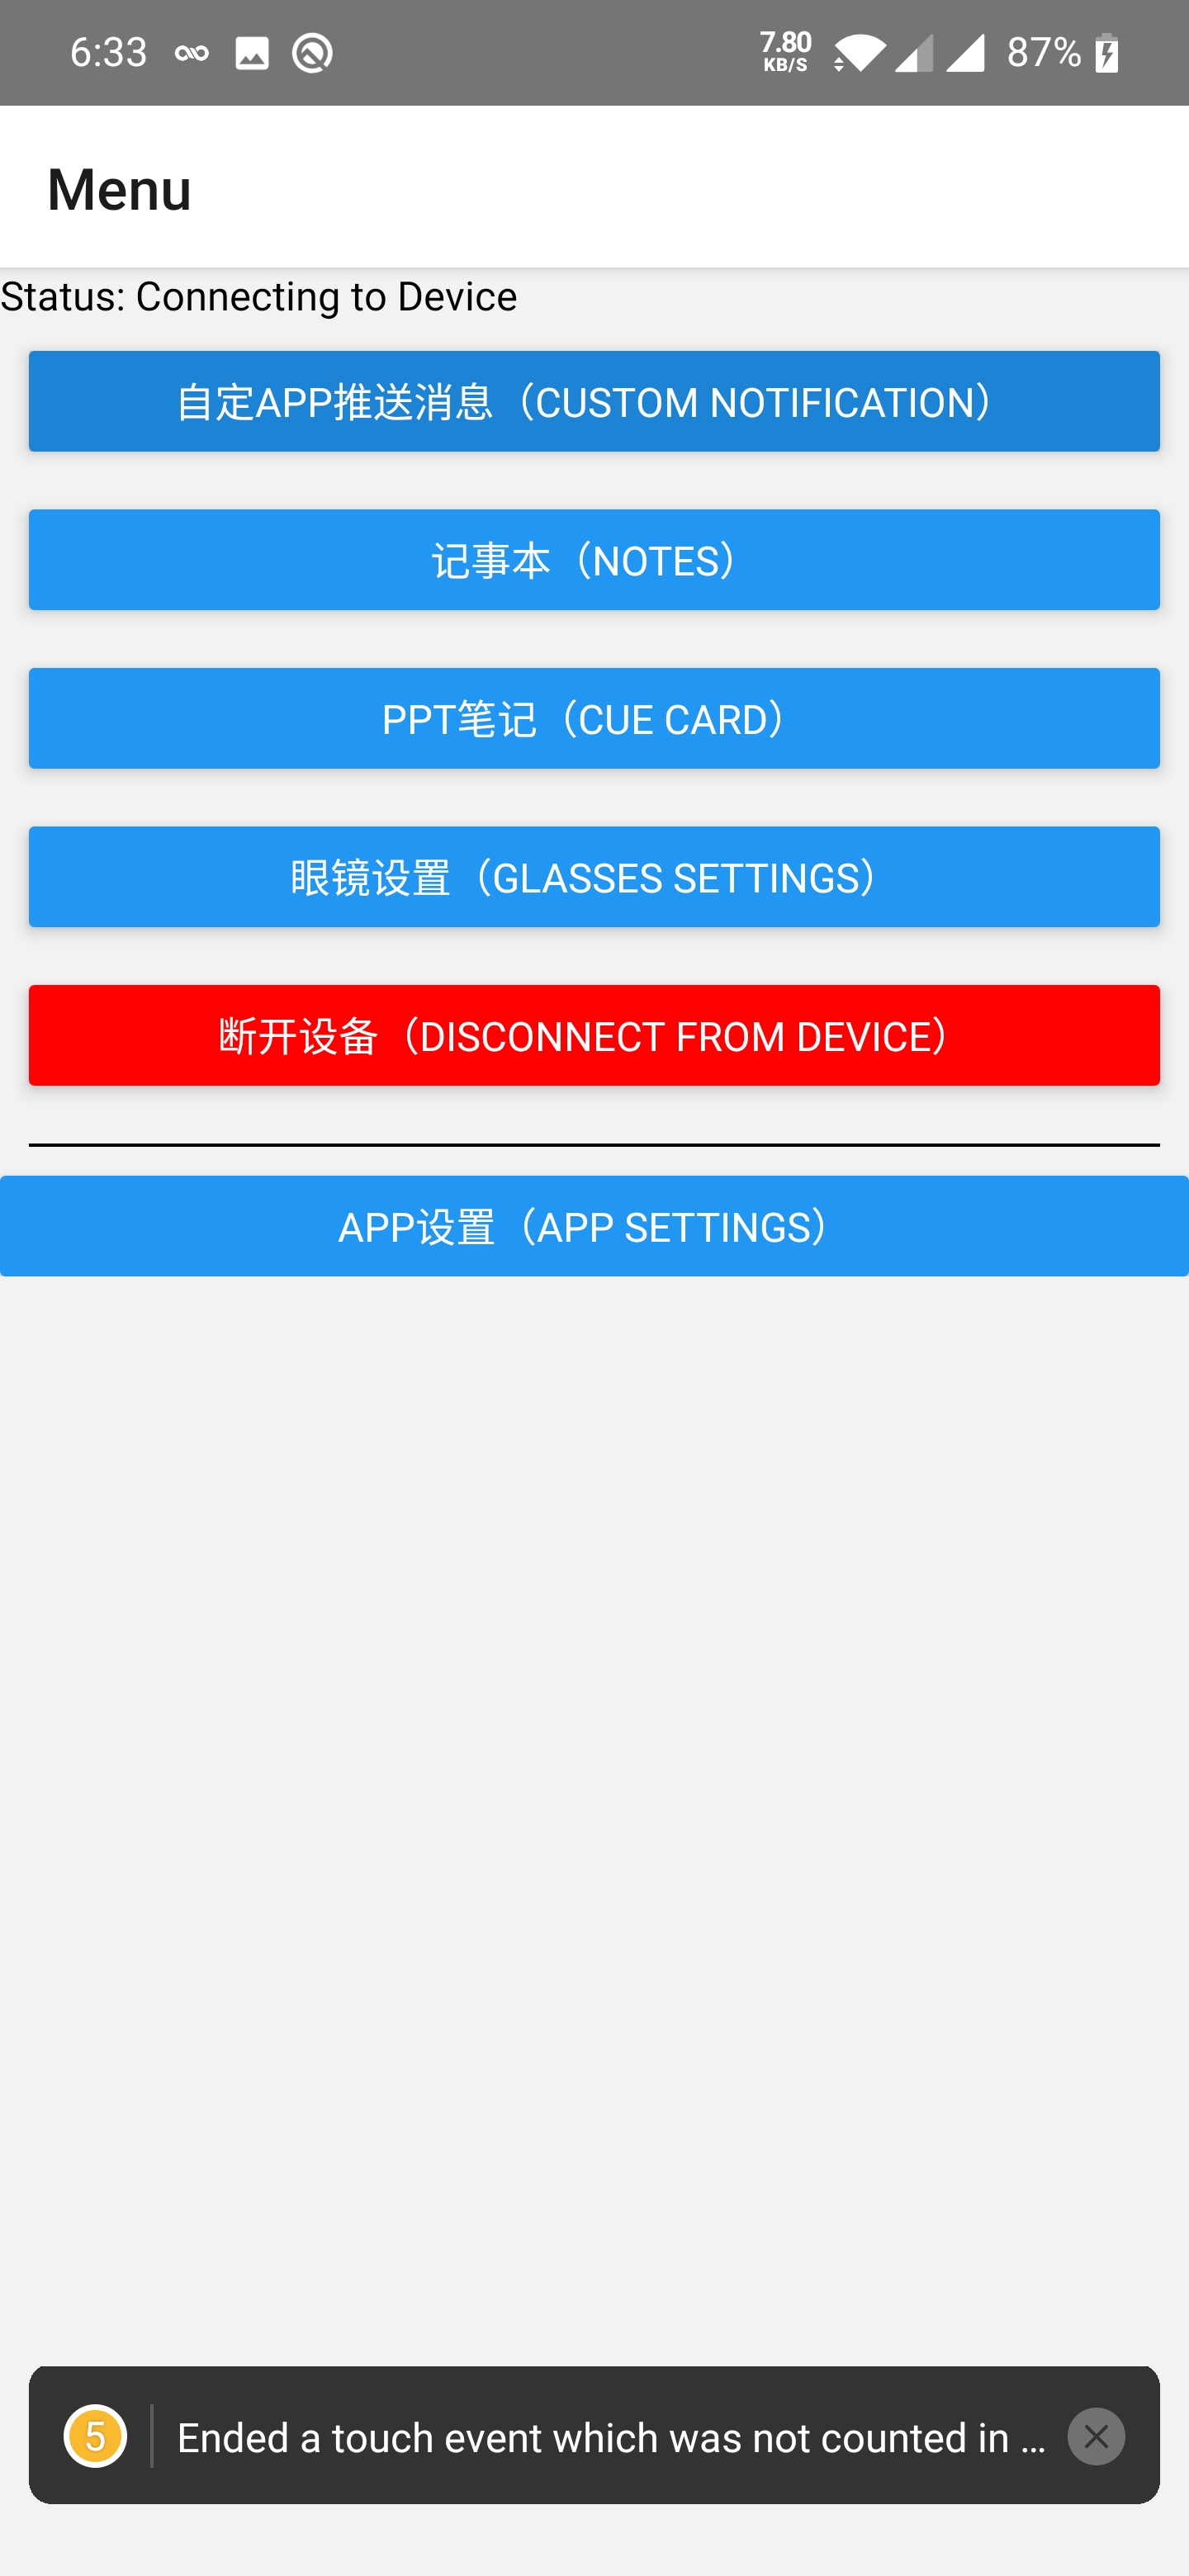 6:33 7.80 KB/S 87%
Menu
Status: Connecting to Device
自定APP推送消息（CUSTOM NOTIFICATION）
记事本（NOTES）
PPT笔记（CUE CARD）
眼镜设置（GLASSES SETTINGS）
断开设备（DISCONNECT FROM DEVICE）
APP设置（APP SETTINGS）
5 Ended a touch event which was not counted in ...